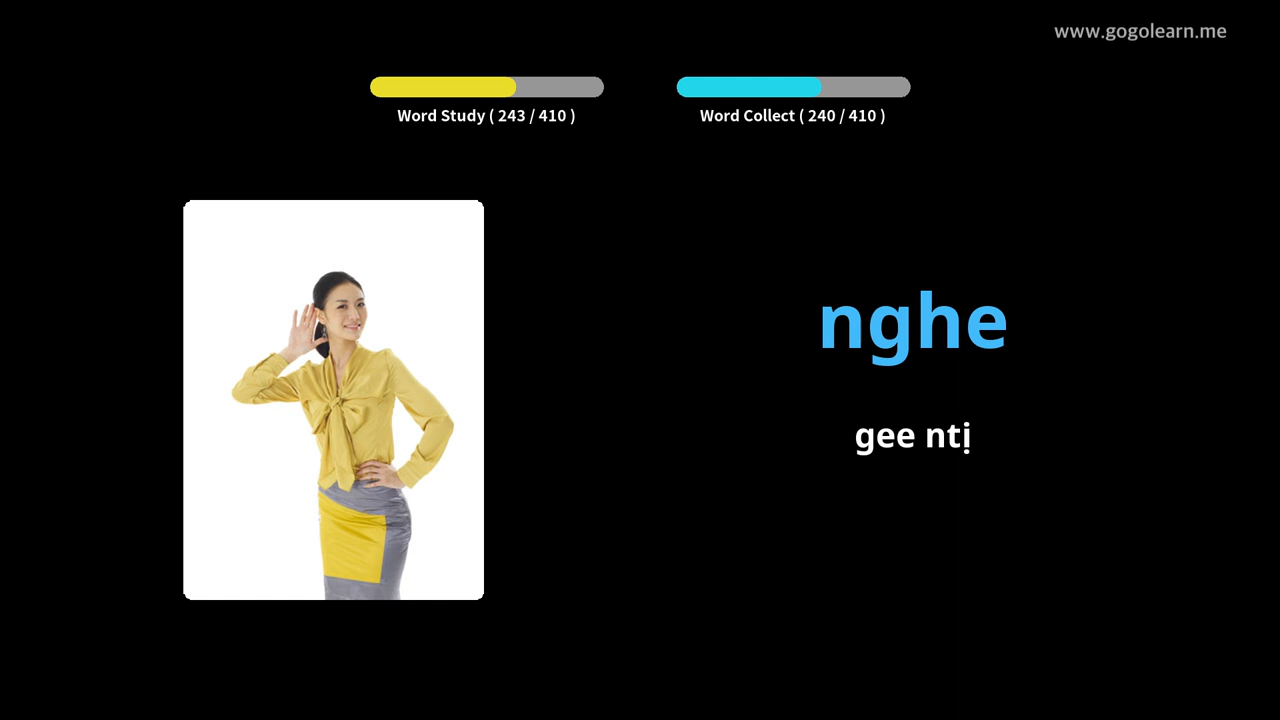 www.gogolearn.me
Word Study ( 243 / 410 )
Word Collect ( 240 / 410 )
nghe
gee ntị